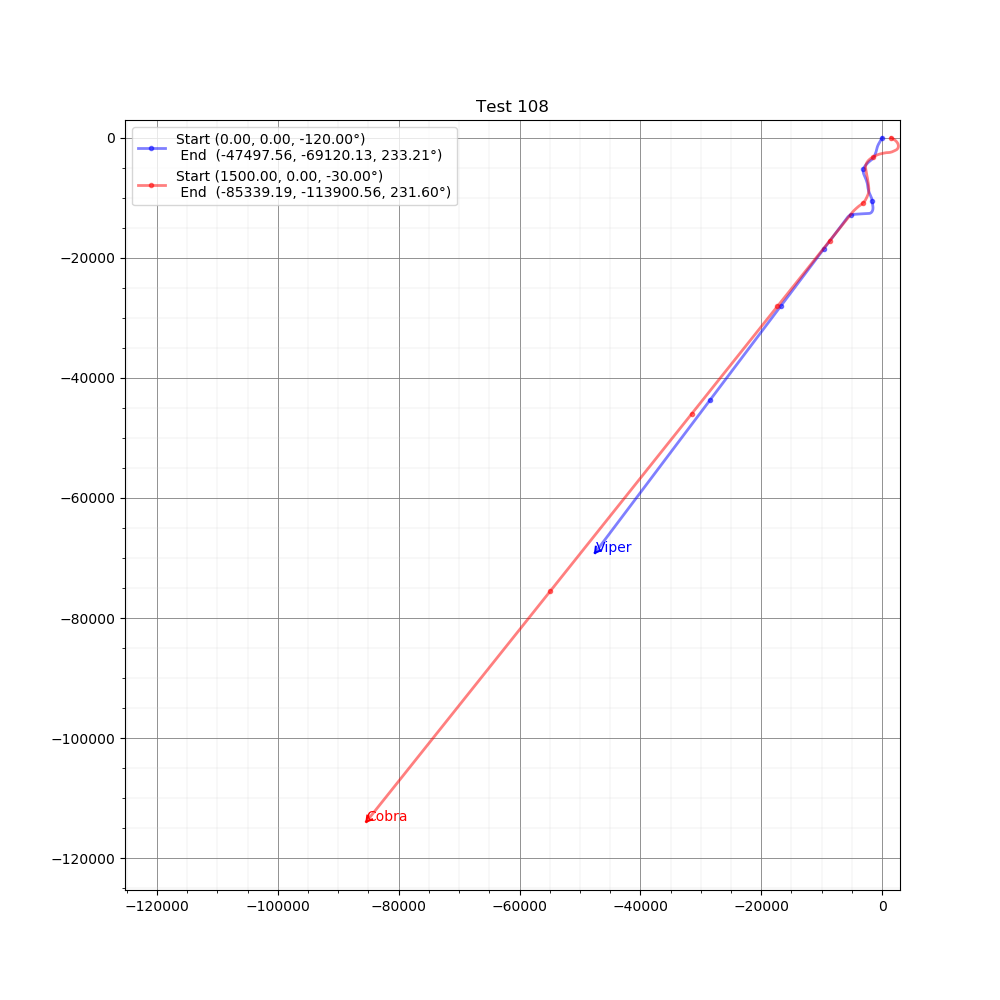 Test 108
Start (0.00, 0.00, -120.00°)
End (-47497.56, -69120.13, 233.21°)
Start (1500.00, 0.00, -30.00°)
End (-85339.19, -113900.56, 231.60°)
0
−20000
−40000
−60000
−80000
−100000
−120000
Viper
Cobra
−120000 −100000 −80000 −60000 −40000 −20000 0